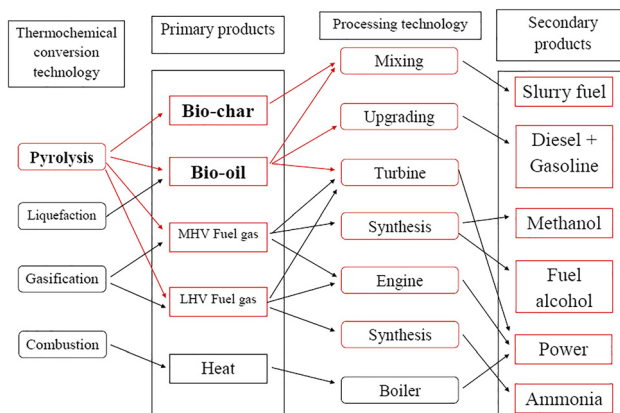 Thermochemical
conversion
technology
Primary products
Processing technology
Secondary
products
Pyrolysis
Liquefaction
Gasification
Combustion
Bio-char
Bio-oil
MHV Fuel gas
LHV Fuel gas
Heat
Mixing
Upgrading
Turbine
Synthesis
Engine
Synthesis
Boiler
Slurry fuel
Diesel +
Gasoline
Methanol
Fuel
alcohol
Power
Ammonia